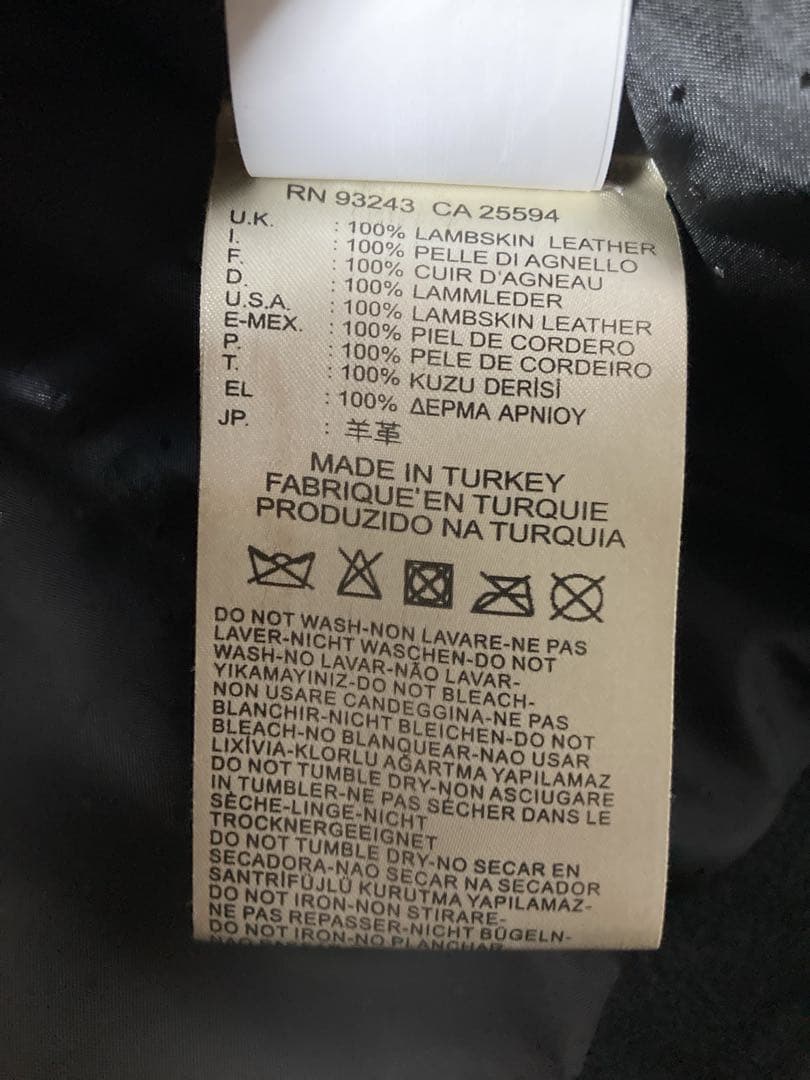 RN 93243 CA 25594
U.K. : 100% LAMBSKIN LEATHER
I. : 100% PELLE DI AGNELLO
F. : 100% CUIR D'AGNEAU
D. : 100% LAMMLEDER
U.S.A. : 100% LAMBSKIN LEATHER
E-MEX. : 100% PIEL DE CORDERO
P. : 100% PELE DE CORDEIRO
T. : 100% KUZU DERİSİ
EL : 100% ΔΕΡΜΑ ΑΡΝΙΟΥ
JP. : 羊革
MADE IN TURKEY
FABRIQUE'EN TURQUIE
PRODUZIDO NA TURQUIA
DO NOT WASH-NON LAVARE-NE PAS
LAVER-NICHT WASCHEN-DO NOT
WASH-NO LAVAR-NÃO LAVAR-
YIKAMAYINIZ-DO NOT BLEACH-
NON USARE CANDEGGINA-NE PAS
BLANCHIR-NICHT BLEICHEN-DO NOT
BLEACH-NO BLANQUEAR-NAO USAR
LIXÍVIA-KLORLU AĞARTMA YAPILAMAZ
DO NOT TUMBLE DRY-NON ASCIUGARE
IN TUMBLER-NE PAS SÉCHER DANS LE
SÈCHE-LINGE-NICHT
TROCKNERGEEIGNET
DO NOT TUMBLE DRY-NO SECAR EN
SECADORA-NAO SECAR NA SECADOR
SANTRİFÜJLÜ KURUTMA YAPILAMAZ-
DO NOT IRON-NON STIRARE-
NE PAS REPASSER-NICHT BÜGELN-
DO NOT IRON-NO PLANCHAR